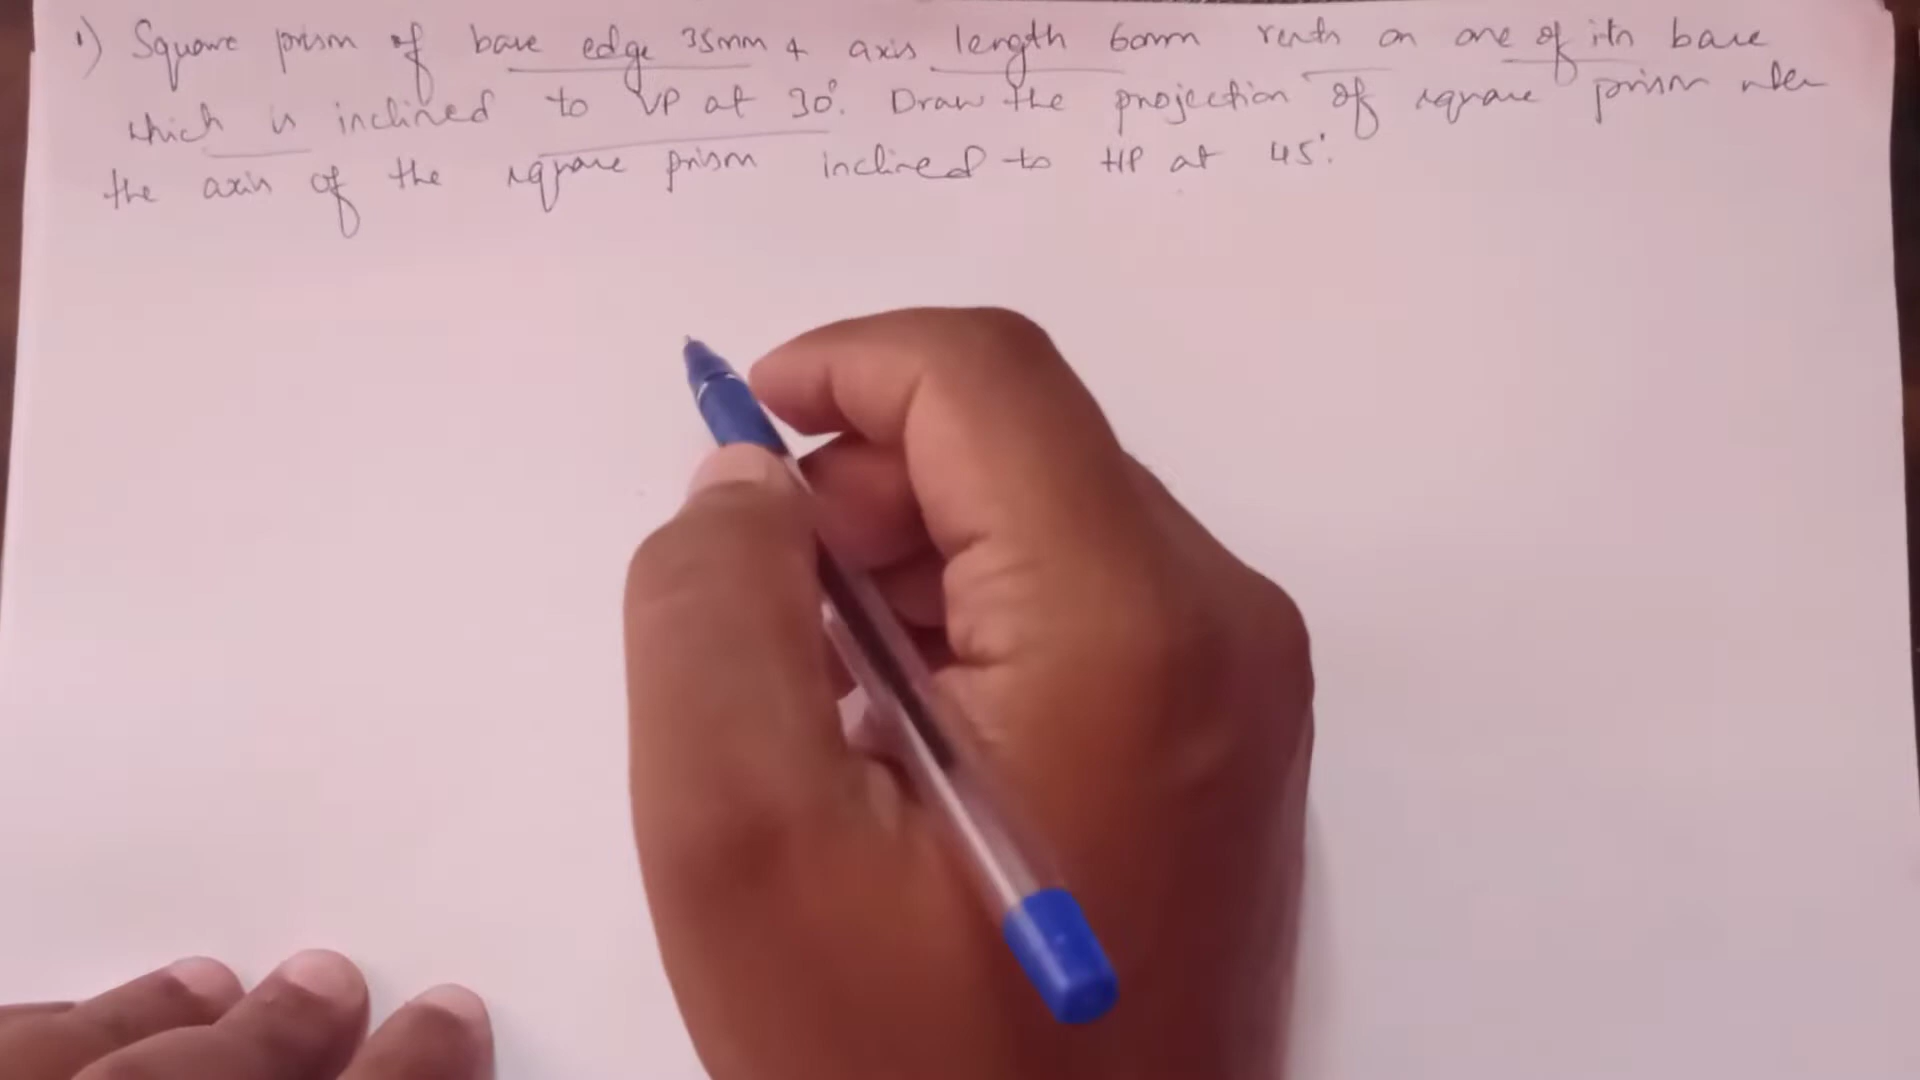 1) Square prism of base edge 35mm & axis length 60mm rests on one of its base
which is inclined to VP at 30°. Draw the projection of square prism when
the axis of the square prism inclined to HP at 45°.